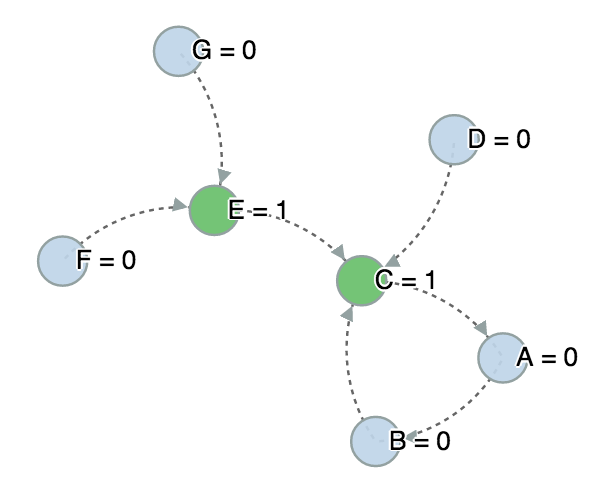 G = 0
D = 0
E = 1
F = 0
C = 1
A = 0
B = 0